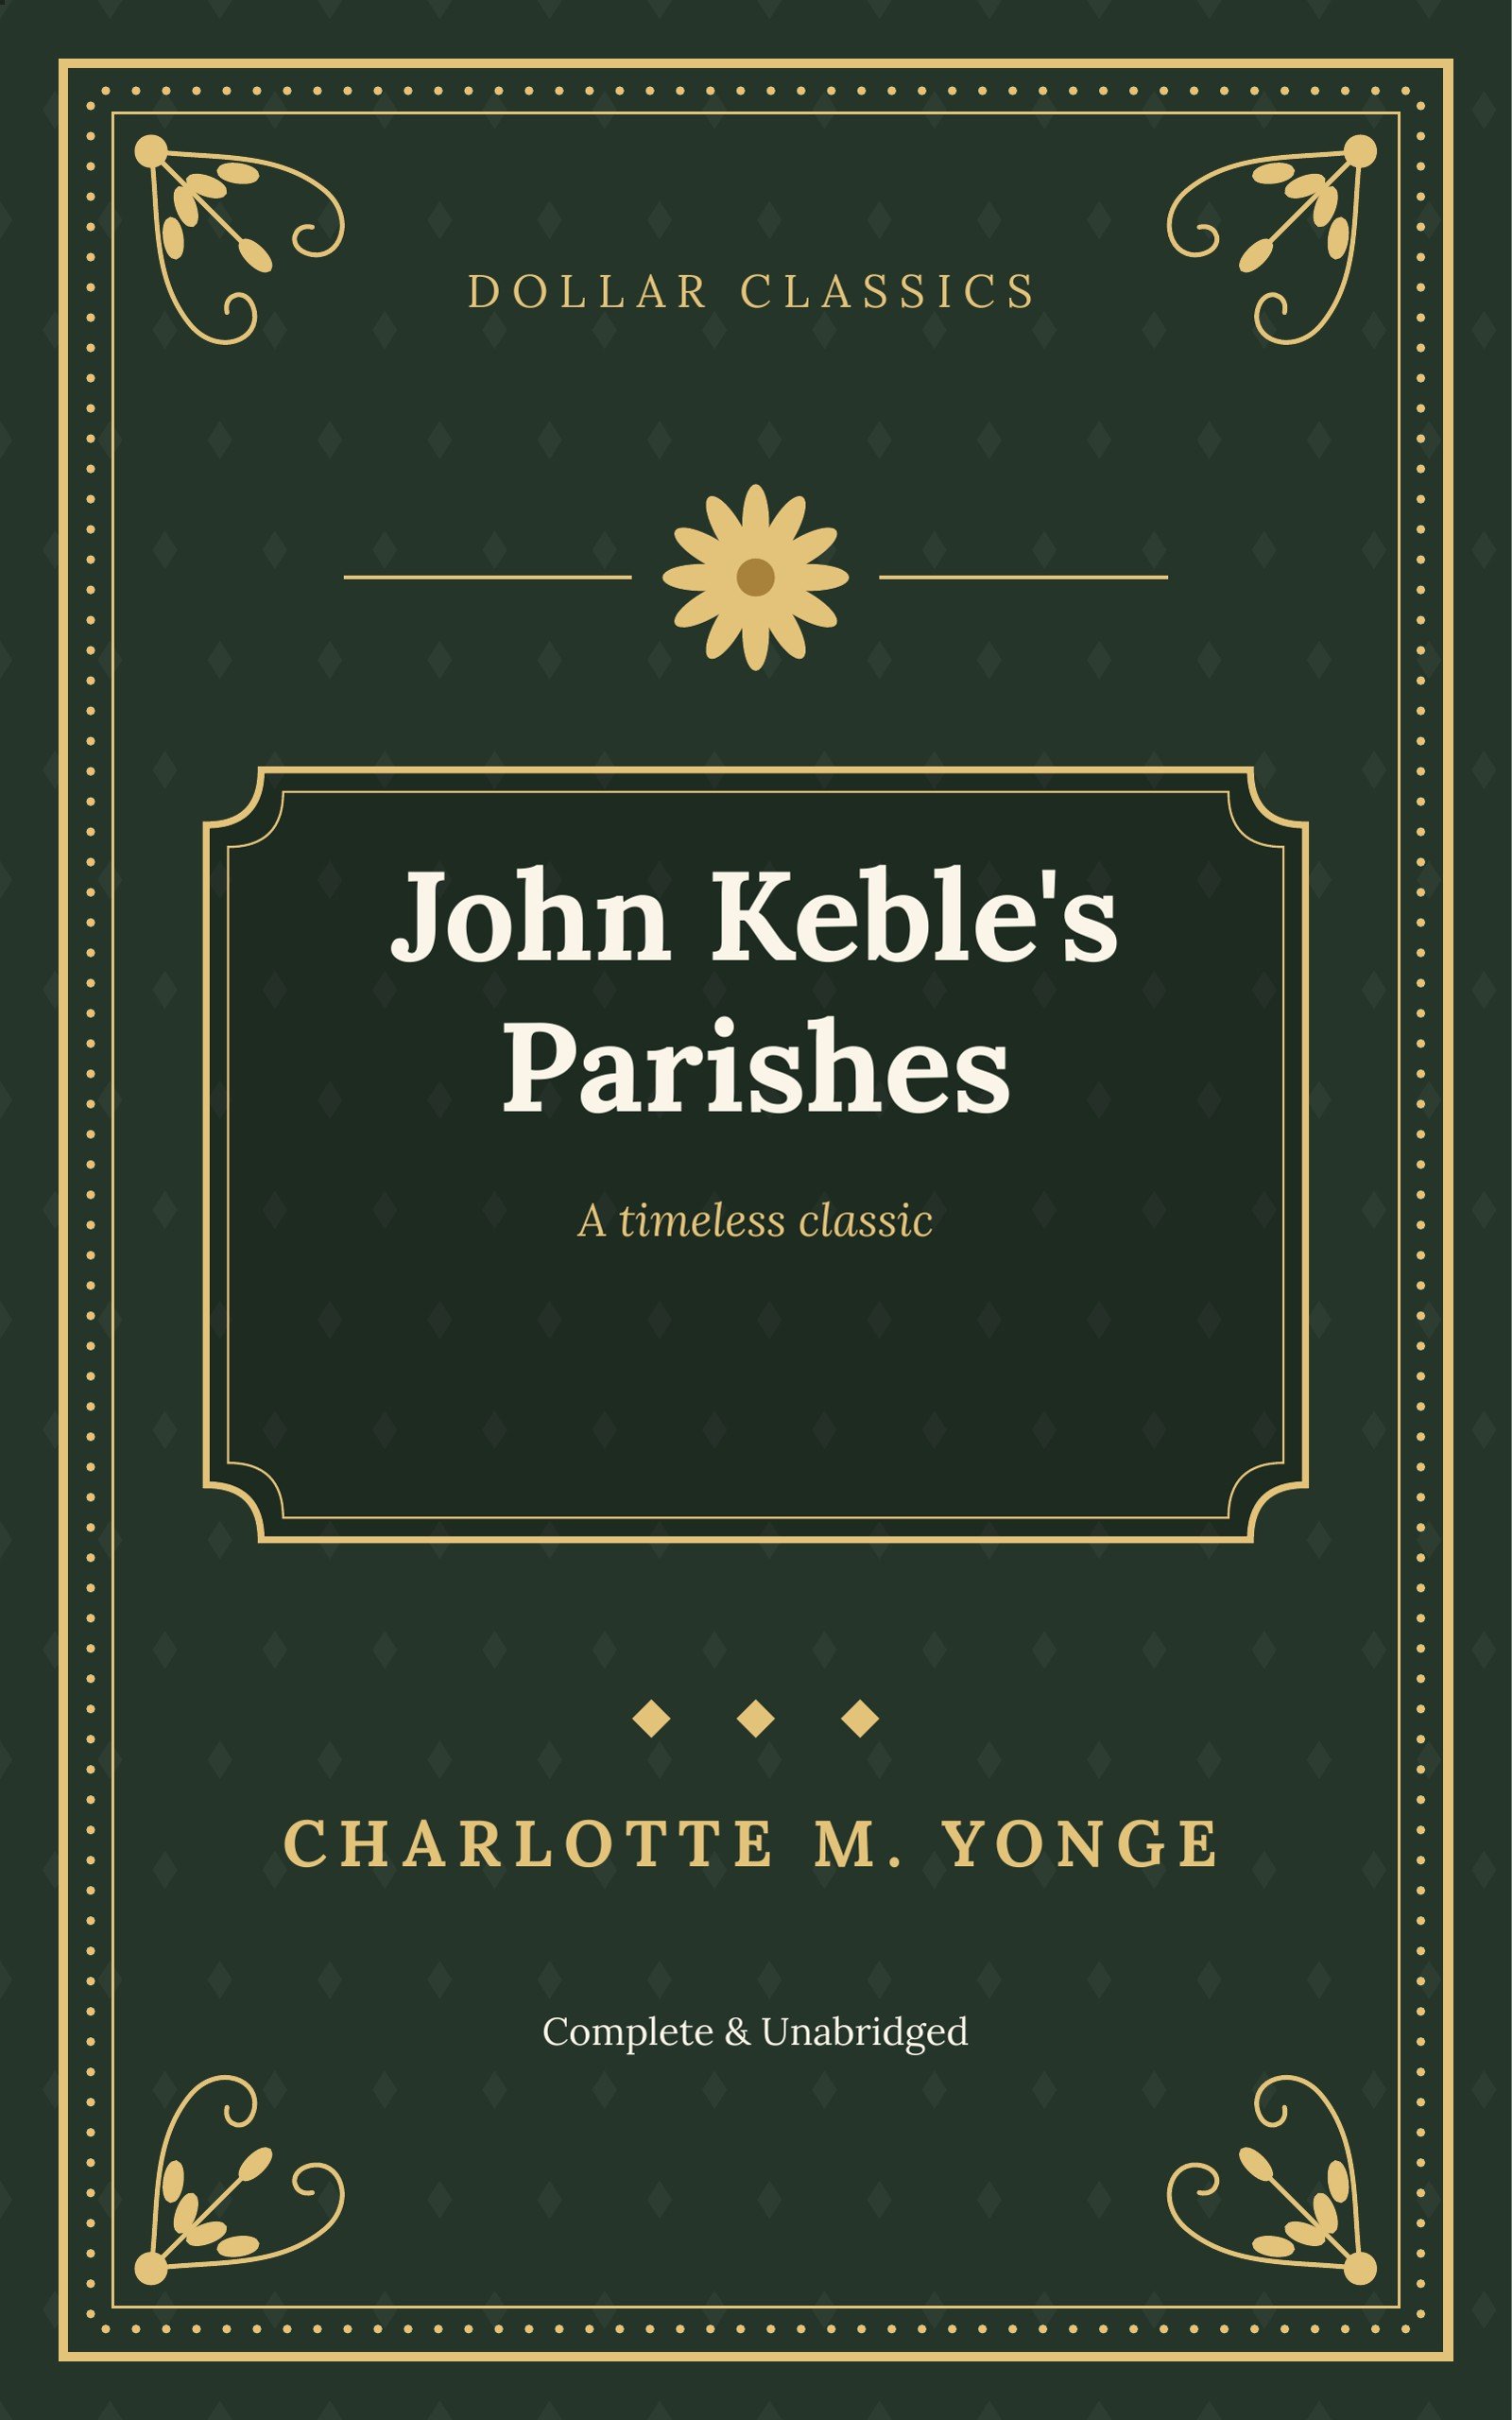 DOLLAR CLASSICS
John Keble's
Parishes
A timeless classic
CHARLOTTE M. YONGE
Complete & Unabridged